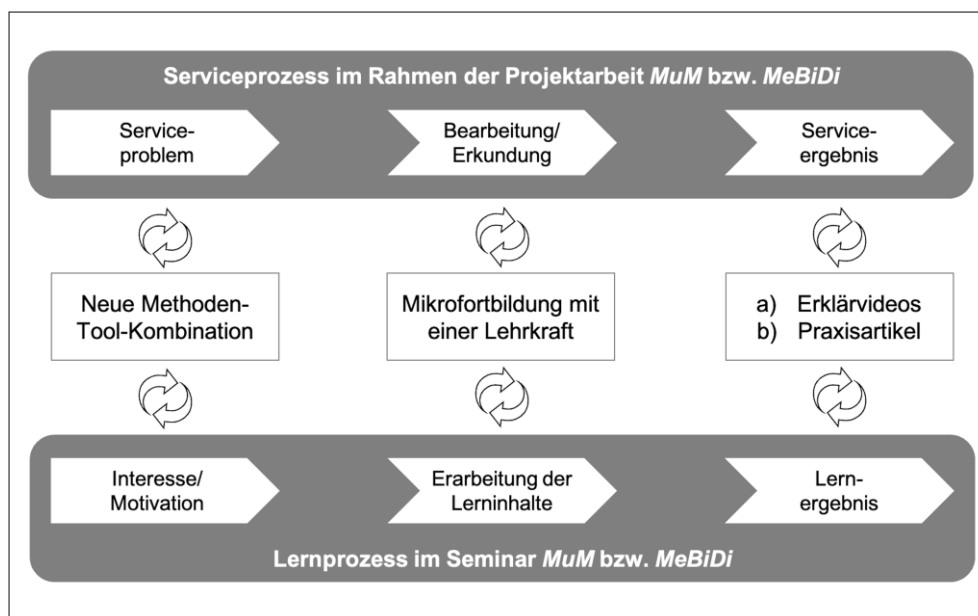 Serviceprozess im Rahmen der Projektarbeit MuM bzw. MeBiDi
Service-
problem
Bearbeitung/
Erkundung
Service-
ergebnis
Neue Methoden-
Tool-Kombination
Mikrofortbildung mit
einer Lehrkraft
a) Erklärvideos
b) Praxisartikel
Interesse/
Motivation
Erarbeitung der
Lerninhalte
Lern-
ergebnis
Lernprozess im Seminar MuM bzw. MeBiDi